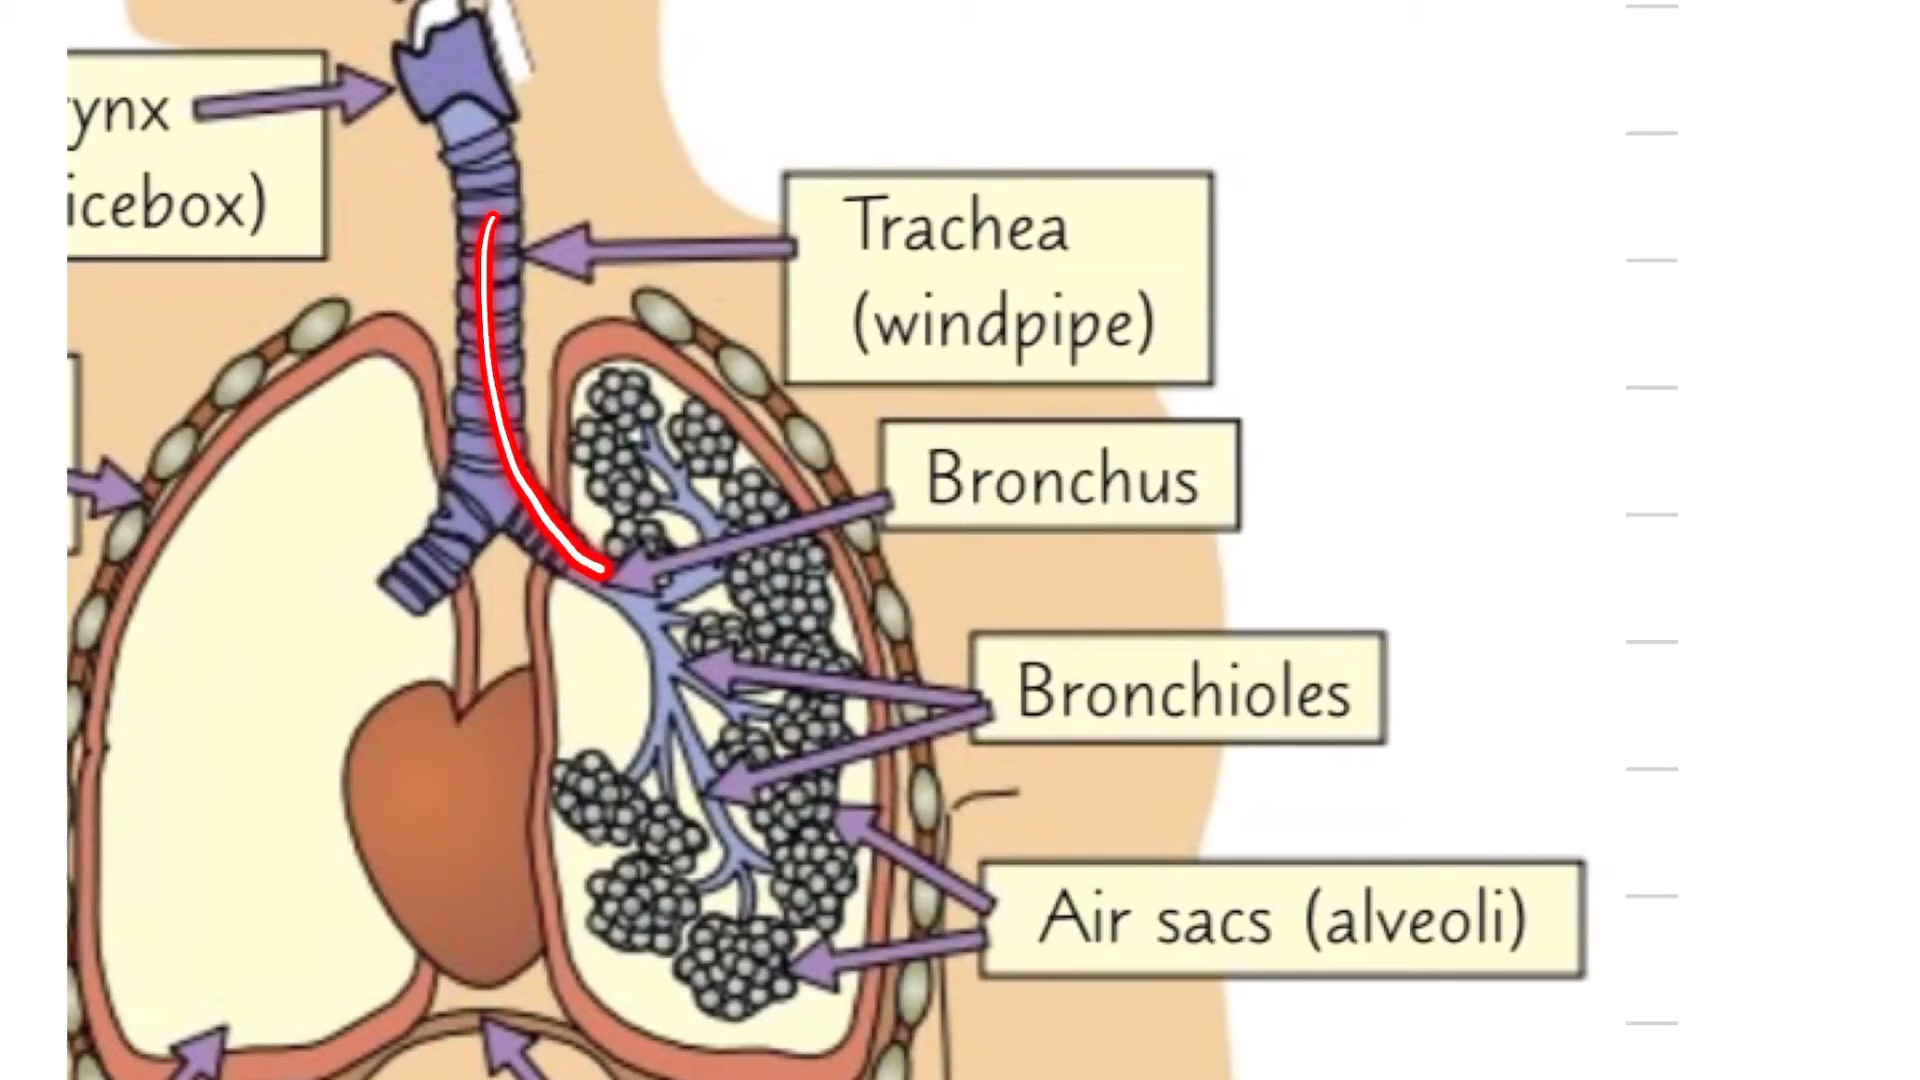 ynx
icebox)
Trachea
(windpipe)
Bronchus
Bronchioles
Air sacs (alveoli)